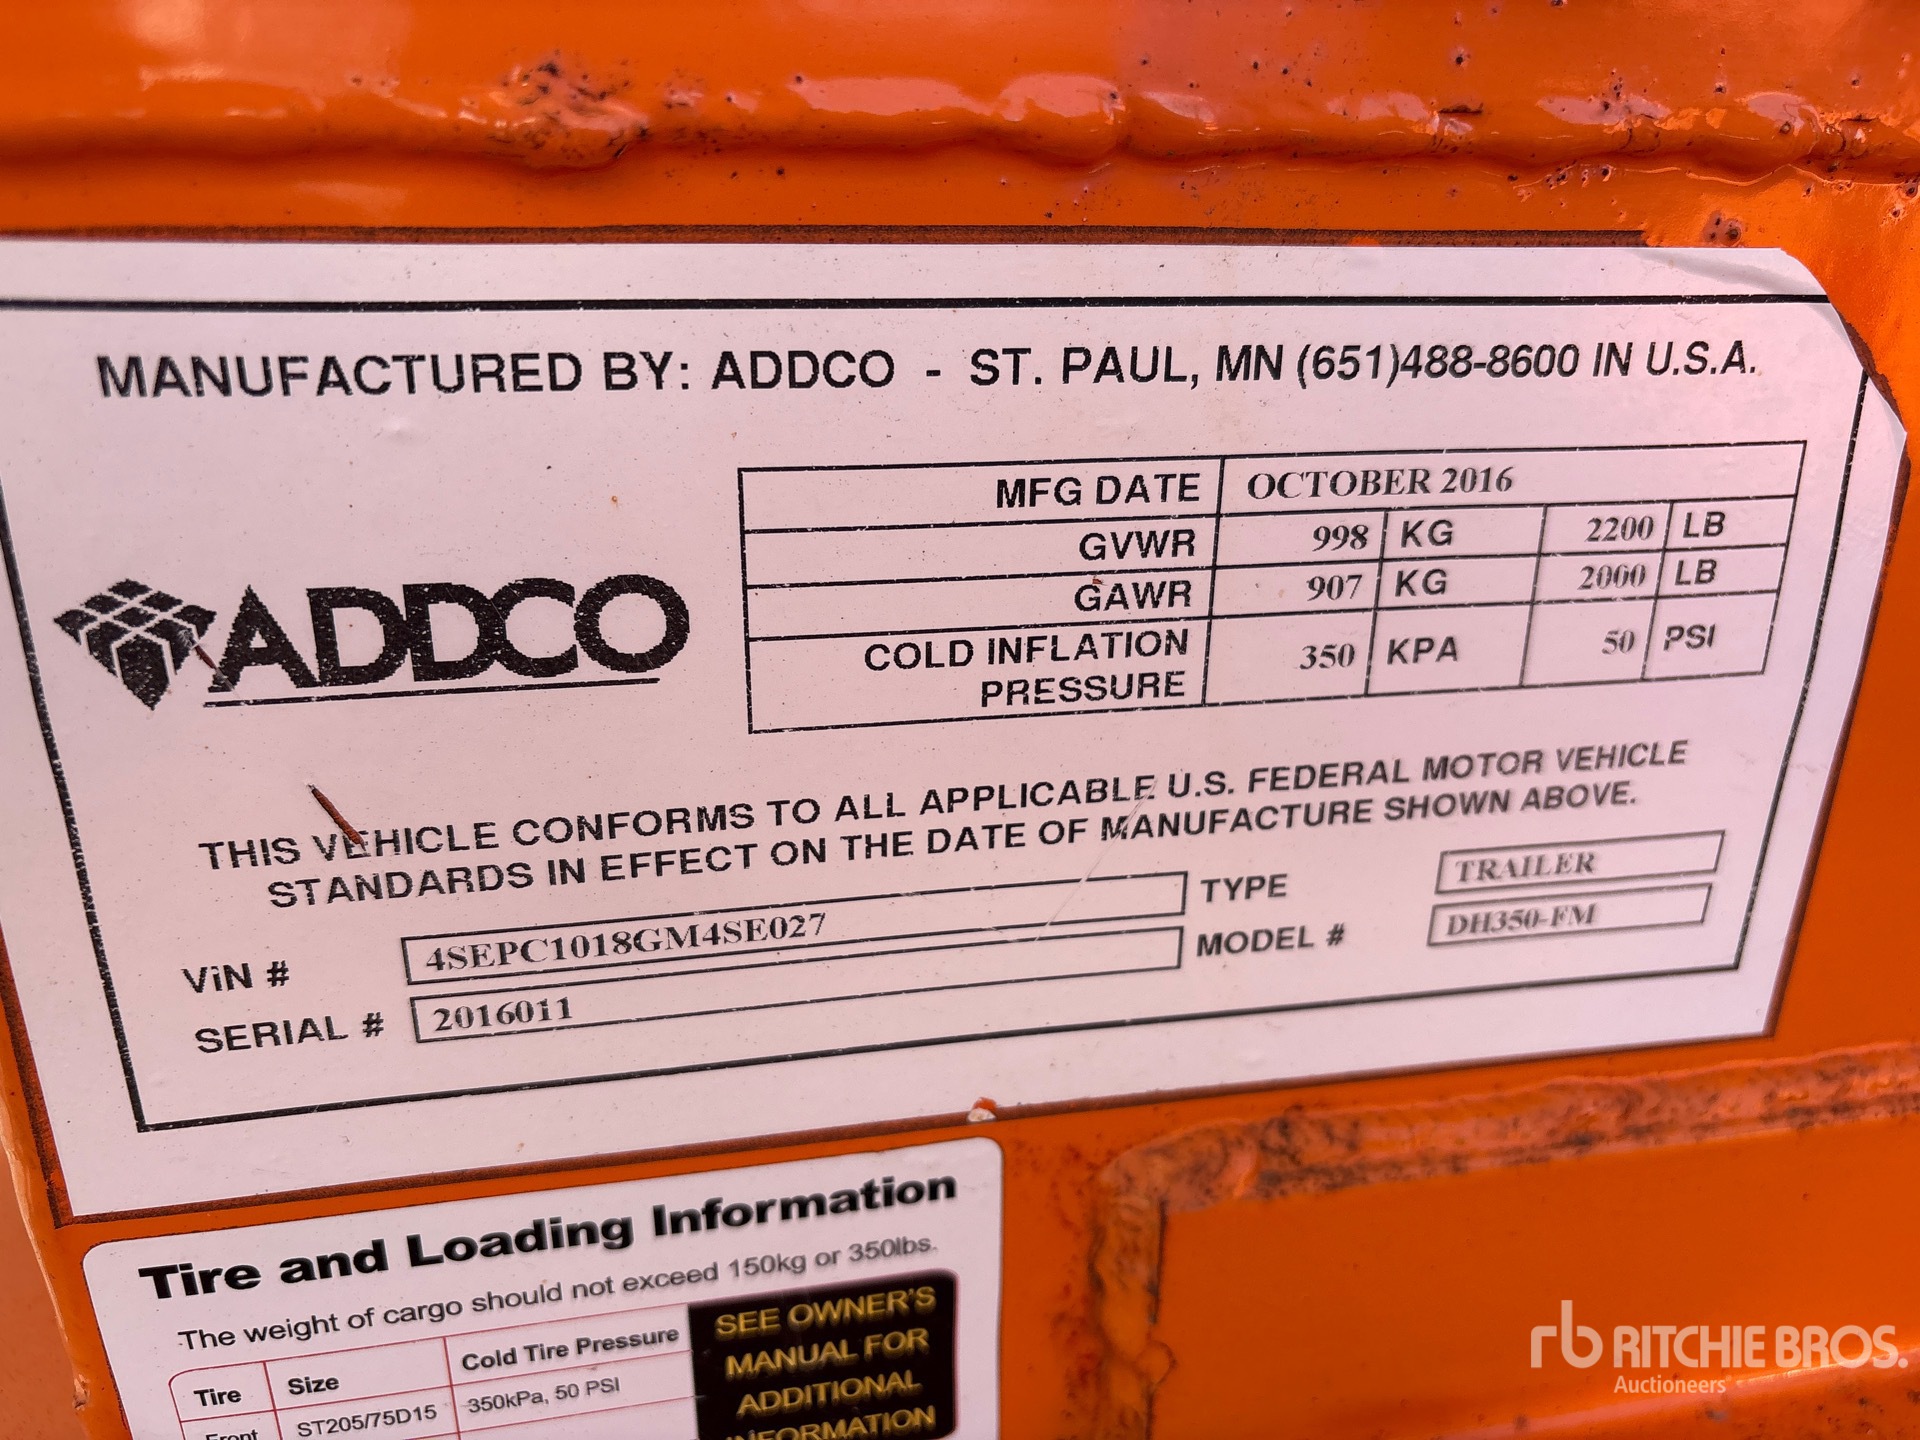 MANUFACTURED BY: ADDCO - ST. PAUL, MN (651)488-8600 IN U.S.A.
ADDCO
MFG DATE OCTOBER 2016
GVWR 998 KG 2200 LB
GAWR 907 KG 2000 LB
COLD INFLATION PRESSURE 350 KPA 50 PSI
THIS VEHICLE CONFORMS TO ALL APPLICABLE U.S. FEDERAL MOTOR VEHICLE
STANDARDS IN EFFECT ON THE DATE OF MANUFACTURE SHOWN ABOVE.
ViN # 4SEPC1018GM4SE027 TYPE TRAILER
SERIAL # 2016011 MODEL # DH350-FM
Tire and Loading Information
The weight of cargo should not exceed 150kg or 350lbs.
Tire Size Cold Tire Pressure
Front ST205/75D15 350kPa, 50 PSI
SEE OWNER'S
MANUAL FOR
ADDITIONAL
INFORMATION
rb RITCHIE BROS.
Auctioneers